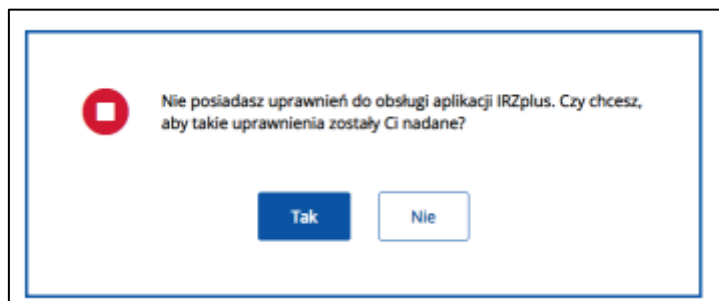 Nie posiadasz uprawnień do obsługi aplikacji IRZplus. Czy chcesz,
aby takie uprawnienia zostały Ci nadane?
Tak
Nie